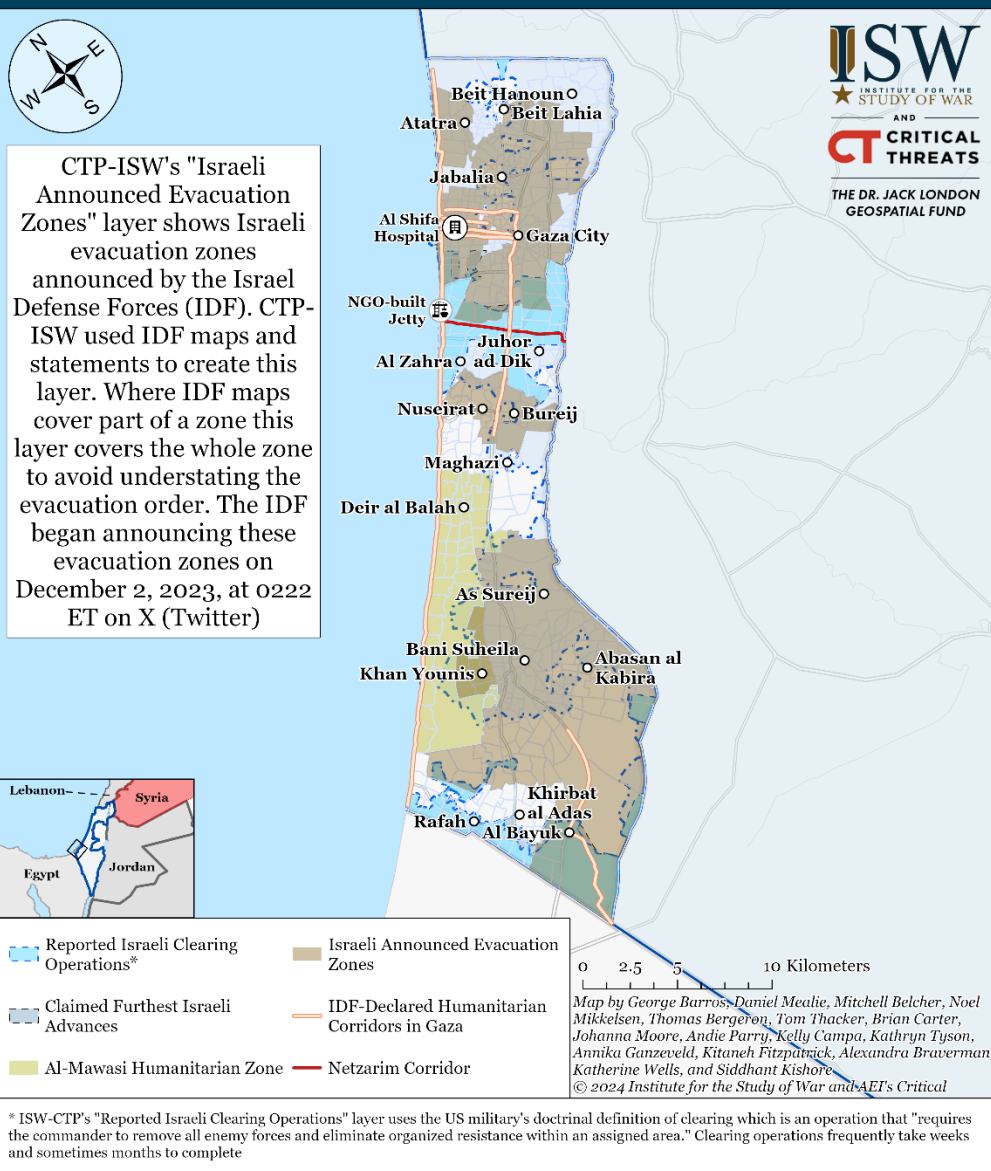 N
E
W
S
ISW
INSTITUTE FOR THE
STUDY OF WAR
AND
CT CRITICAL
THREATS
THE DR. JACK LONDON
GEOSPATIAL FUND
CTP-ISW's "Israeli
Announced Evacuation
Zones" layer shows Israeli
evacuation zones
announced by the Israel
Defense Forces (IDF). CTP-
ISW used IDF maps and
statements to create this
layer. Where IDF maps
cover part of a zone this
layer covers the whole zone
to avoid understating the
evacuation order. The IDF
began announcing these
evacuation zones on
December 2, 2023, at 0222
ET on X (Twitter)
Beit Hanoun
Beit Lahia
Atatra
Jabalia
Al Shifa
Hospital
Gaza City
NGO-built
Jetty
Juhor
ad Dik
Al Zahra
Nuseirat
Bureij
Maghazi
Deir al Balah
As Sureij
Bani Suheila
Abasan al
Kabira
Khan Younis
Khirbat
al Adas
Rafah
Al Bayuk
Lebanon
Syria
Egypt
Jordan
Reported Israeli Clearing
Operations*
Claimed Furthest Israeli
Advances
Al-Mawasi Humanitarian Zone
Israeli Announced Evacuation
Zones
IDF-Declared Humanitarian
Corridors in Gaza
Netzarim Corridor
0 2.5 5 10 Kilometers
Map by George Barros, Daniel Mealie, Mitchell Belcher, Noel
Mikkelsen, Thomas Bergeron, Tom Thacker, Brian Carter,
Johanna Moore, Andie Parry, Kelly Campa, Kathryn Tyson,
Annika Ganzeveld, Kitaneh Fitzpatrick, Alexandra Braverman
Katherine Wells, and Siddhant Kishore
© 2024 Institute for the Study of War and AEI's Critical
* ISW-CTP's "Reported Israeli Clearing Operations" layer uses the US military's doctrinal definition of clearing which is an operation that "requires
the commander to remove all enemy forces and eliminate organized resistance within an assigned area." Clearing operations frequently take weeks
and sometimes months to complete